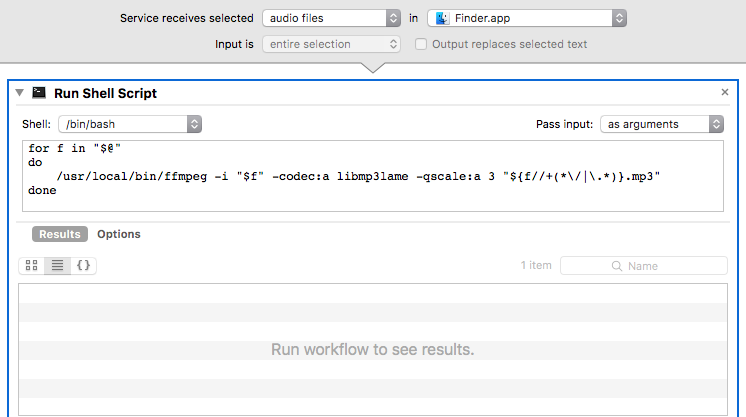 Service receives selected audio files in Finder.app
Input is entire selection Output replaces selected text
Run Shell Script
Shell: /bin/bash Pass input: as arguments
for f in "$@"
do
    /usr/local/bin/ffmpeg -i "$f" -codec:a libmp3lame -qscale:a 3 "${f//+(*\/|\.*)}.mp3"
done
Results Options
1 item Name
Run workflow to see results.